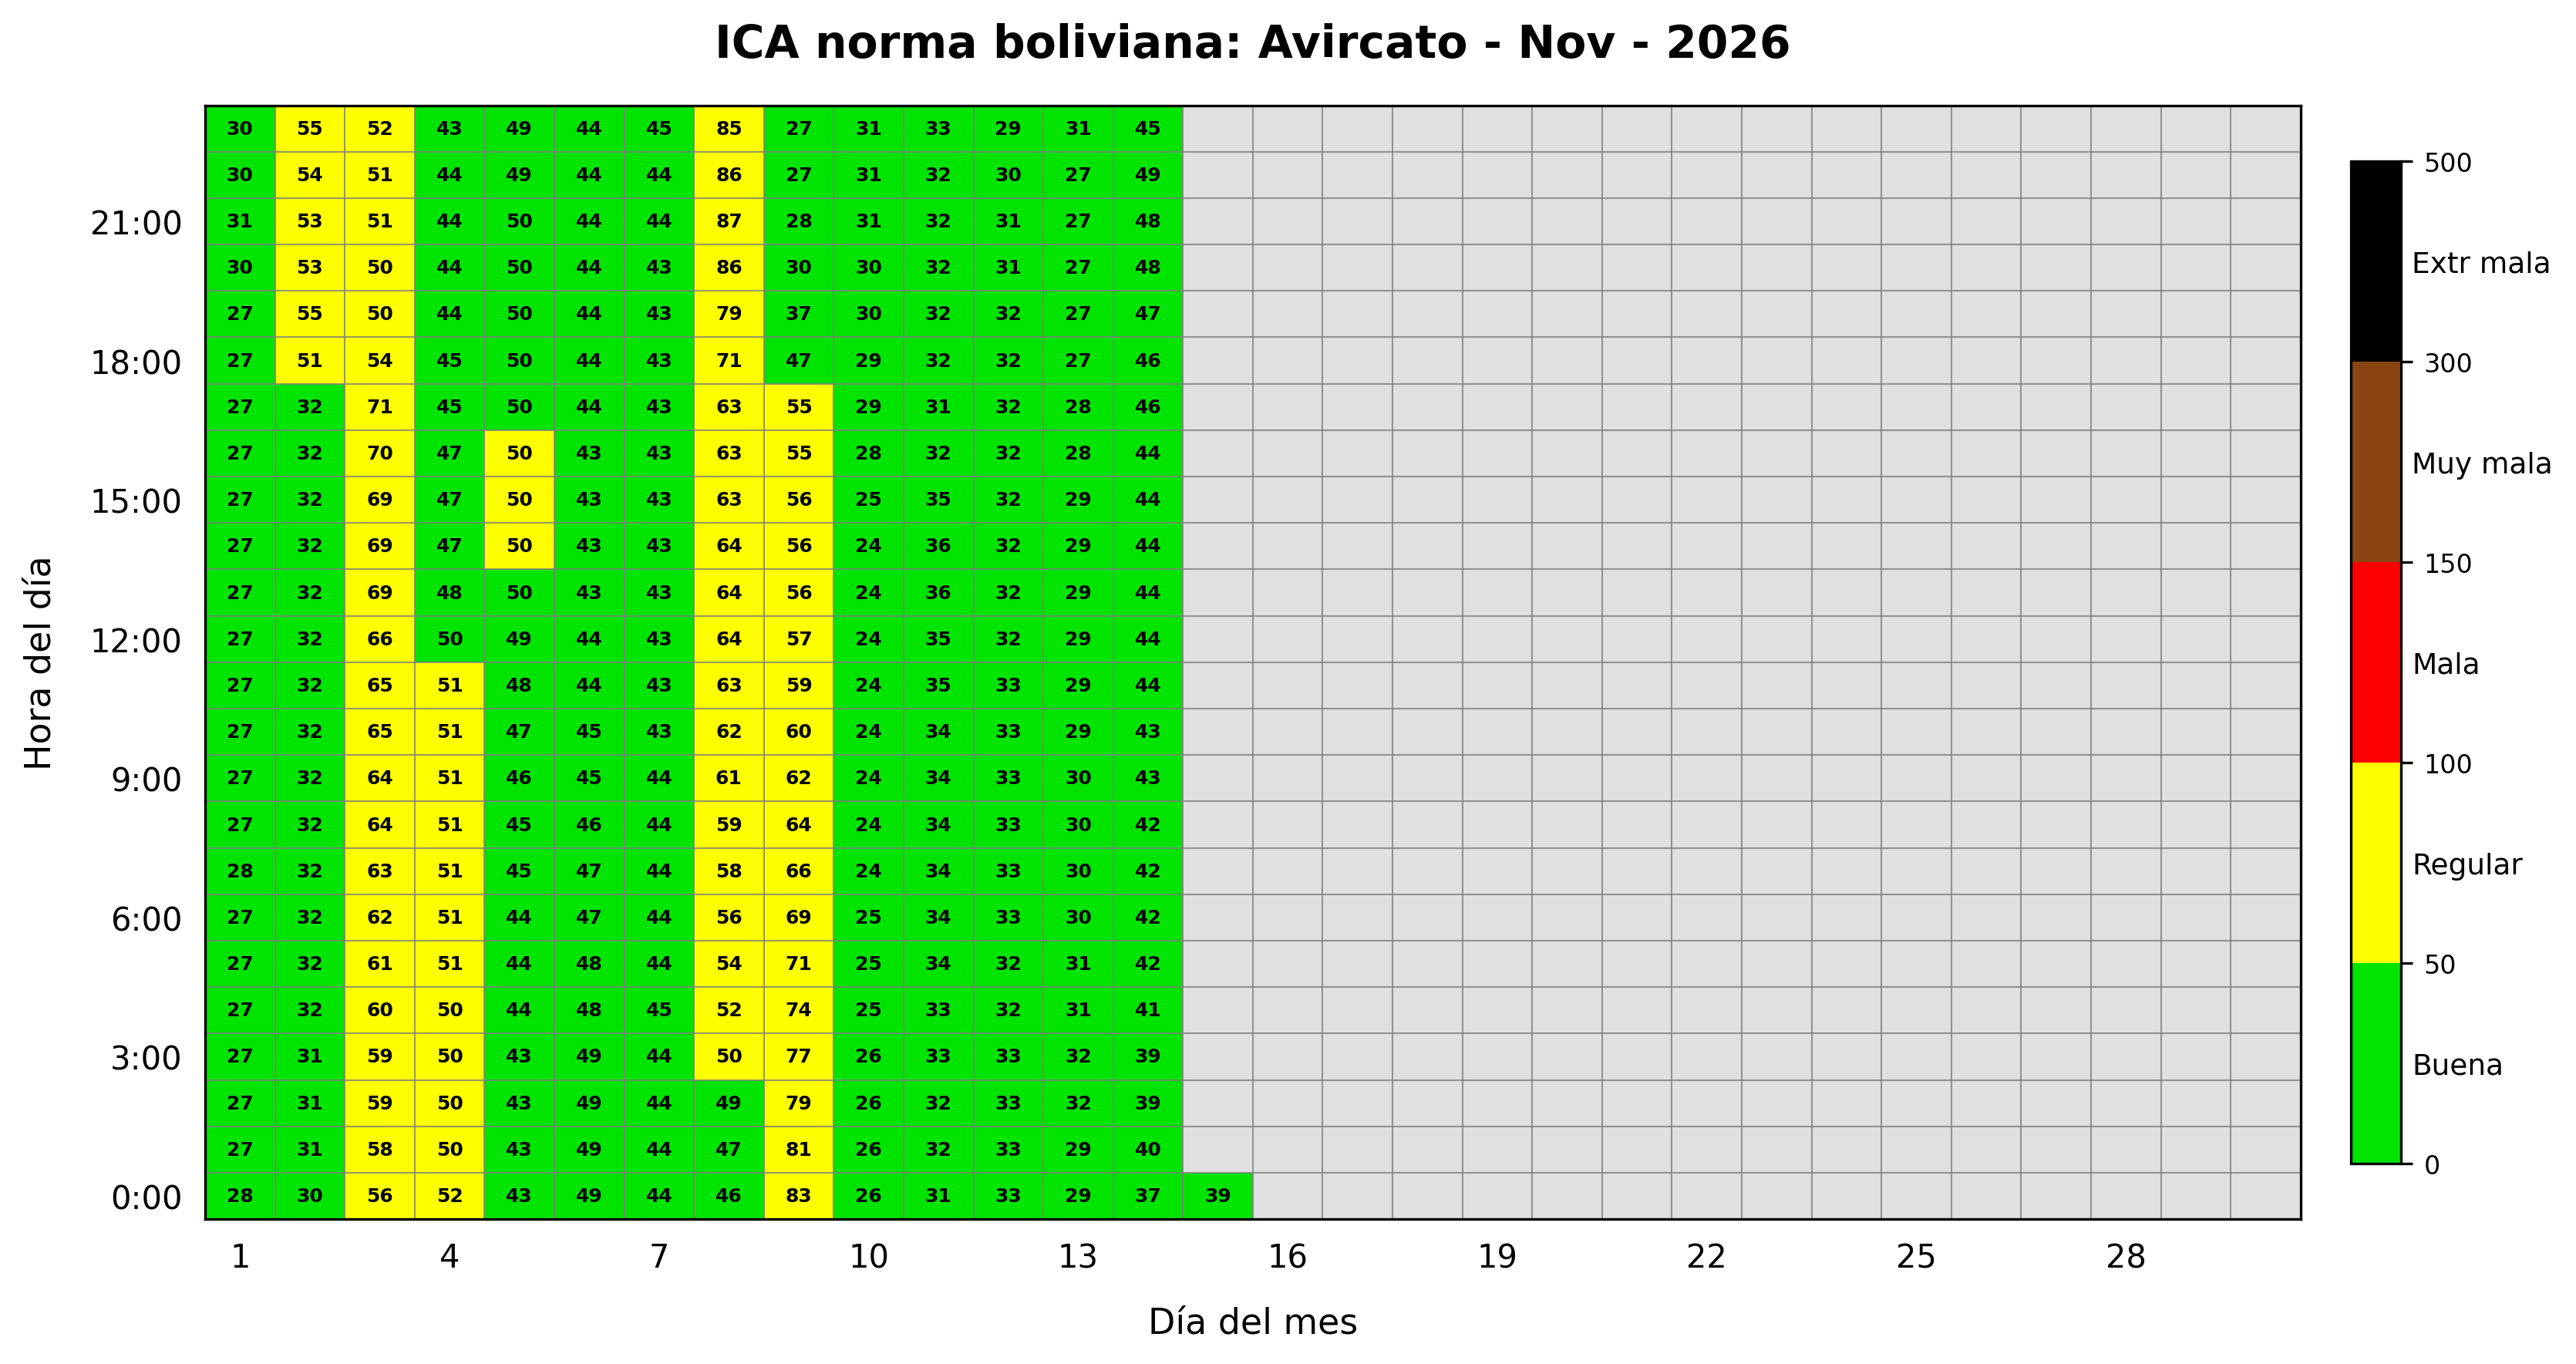 ICA norma boliviana: Avircato - Nov - 2026
30 55 52 43 49 44 45 85 27 31 33 29 31 45
500
30 54 51 44 49 44 44 86 27 31 32 30 27 49
21:00 31 53 51 44 50 44 44 87 28 31 32 31 27 48
30 53 50 44 50 44 43 86 30 30 32 31 27 48
Extr mala
27 55 50 44 50 44 43 79 37 30 32 32 27 47
18:00 27 51 54 45 50 44 43 71 47 29 32 32 27 46
300
27 32 71 45 50 44 43 63 55 29 31 32 28 46
27 32 70 47 50 43 43 63 55 28 32 32 28 44
Muy mala
15:00 27 32 69 47 50 43 43 63 56 25 35 32 29 44
27 32 69 47 50 43 43 64 56 24 36 32 29 44
150
27 32 69 48 50 43 43 64 56 24 36 32 29 44
12:00 27 32 66 50 49 44 43 64 57 24 35 32 29 44
Mala
27 32 65 51 48 44 43 63 59 24 35 33 29 44
27 32 65 51 47 45 43 62 60 24 34 33 29 43
100
9:00 27 32 64 51 46 45 44 61 62 24 34 33 30 43
27 32 64 51 45 46 44 59 64 24 34 33 30 42
Regular
28 32 63 51 45 47 44 58 66 24 34 33 30 42
6:00 27 32 62 51 44 47 44 56 69 25 34 33 30 42
27 32 61 51 44 48 44 54 71 25 34 32 31 42
50
27 32 60 50 44 48 45 52 74 25 33 32 31 41
3:00 27 31 59 50 43 49 44 50 77 26 33 33 32 39
Buena
27 31 59 50 43 49 44 49 79 26 32 33 32 39
27 31 58 50 43 49 44 47 81 26 32 33 29 40
0
0:00 28 30 56 52 43 49 44 46 83 26 31 33 29 37 39
1 4 7 10 13 16 19 22 25 28
Hora del día
Día del mes